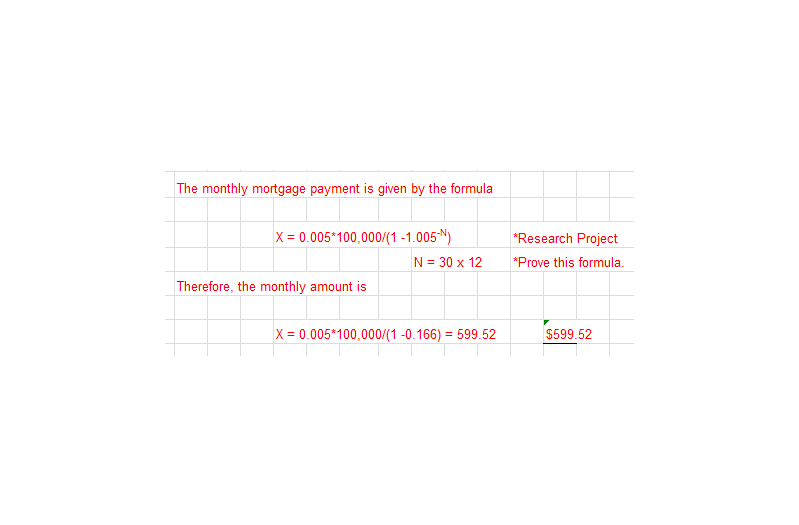 The monthly mortgage payment is given by the formula
X = 0.005*100,000/(1 -1.005⁻ᴺ) *Research Project
N = 30 x 12 *Prove this formula.
Therefore, the monthly amount is
X = 0.005*100,000/(1 -0.166) = 599.52 $599.52